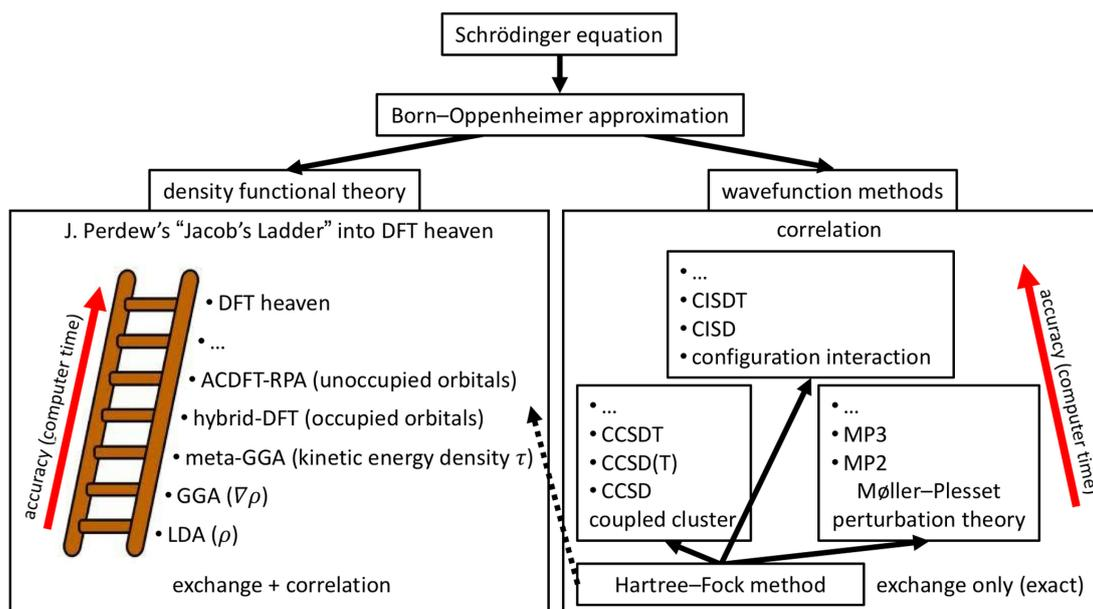 Schrödinger equation
Born–Oppenheimer approximation
density functional theory
J. Perdew's “Jacob's Ladder” into DFT heaven
accuracy (computer time)
• DFT heaven
• ...
• ACDFT-RPA (unoccupied orbitals)
• hybrid-DFT (occupied orbitals)
• meta-GGA (kinetic energy density τ)
• GGA (∇ρ)
• LDA (ρ)
exchange + correlation
wavefunction methods
correlation
• ...
• CISDT
• CISD
• configuration interaction
accuracy (computer time)
• ...
• CCSDT
• CCSD(T)
• CCSD
coupled cluster
• ...
• MP3
• MP2
Møller–Plesset
perturbation theory
Hartree–Fock method
exchange only (exact)